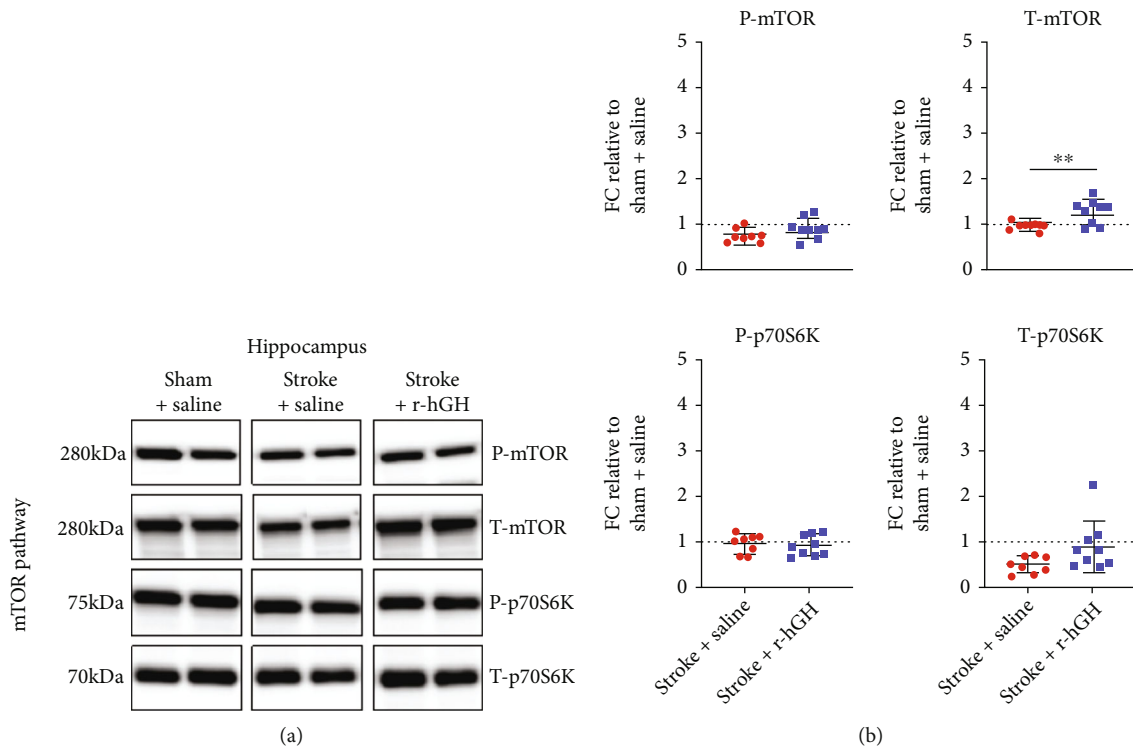 Hippocampus
Sham
+ saline
Stroke
+ saline
Stroke
+ r-hGH
mTOR pathway
280kDa
P-mTOR
280kDa
T-mTOR
75kDa
P-p70S6K
70kDa
T-p70S6K
(a)
P-mTOR
FC relative to
sham + saline
5
4
3
2
1
0
T-mTOR
FC relative to
sham + saline
5
4
3
2
1
0
**
P-p70S6K
FC relative to
sham + saline
5
4
3
2
1
0
Stroke + saline
Stroke + r-hGH
T-p70S6K
FC relative to
sham + saline
5
4
3
2
1
0
Stroke + saline
Stroke + r-hGH
(b)